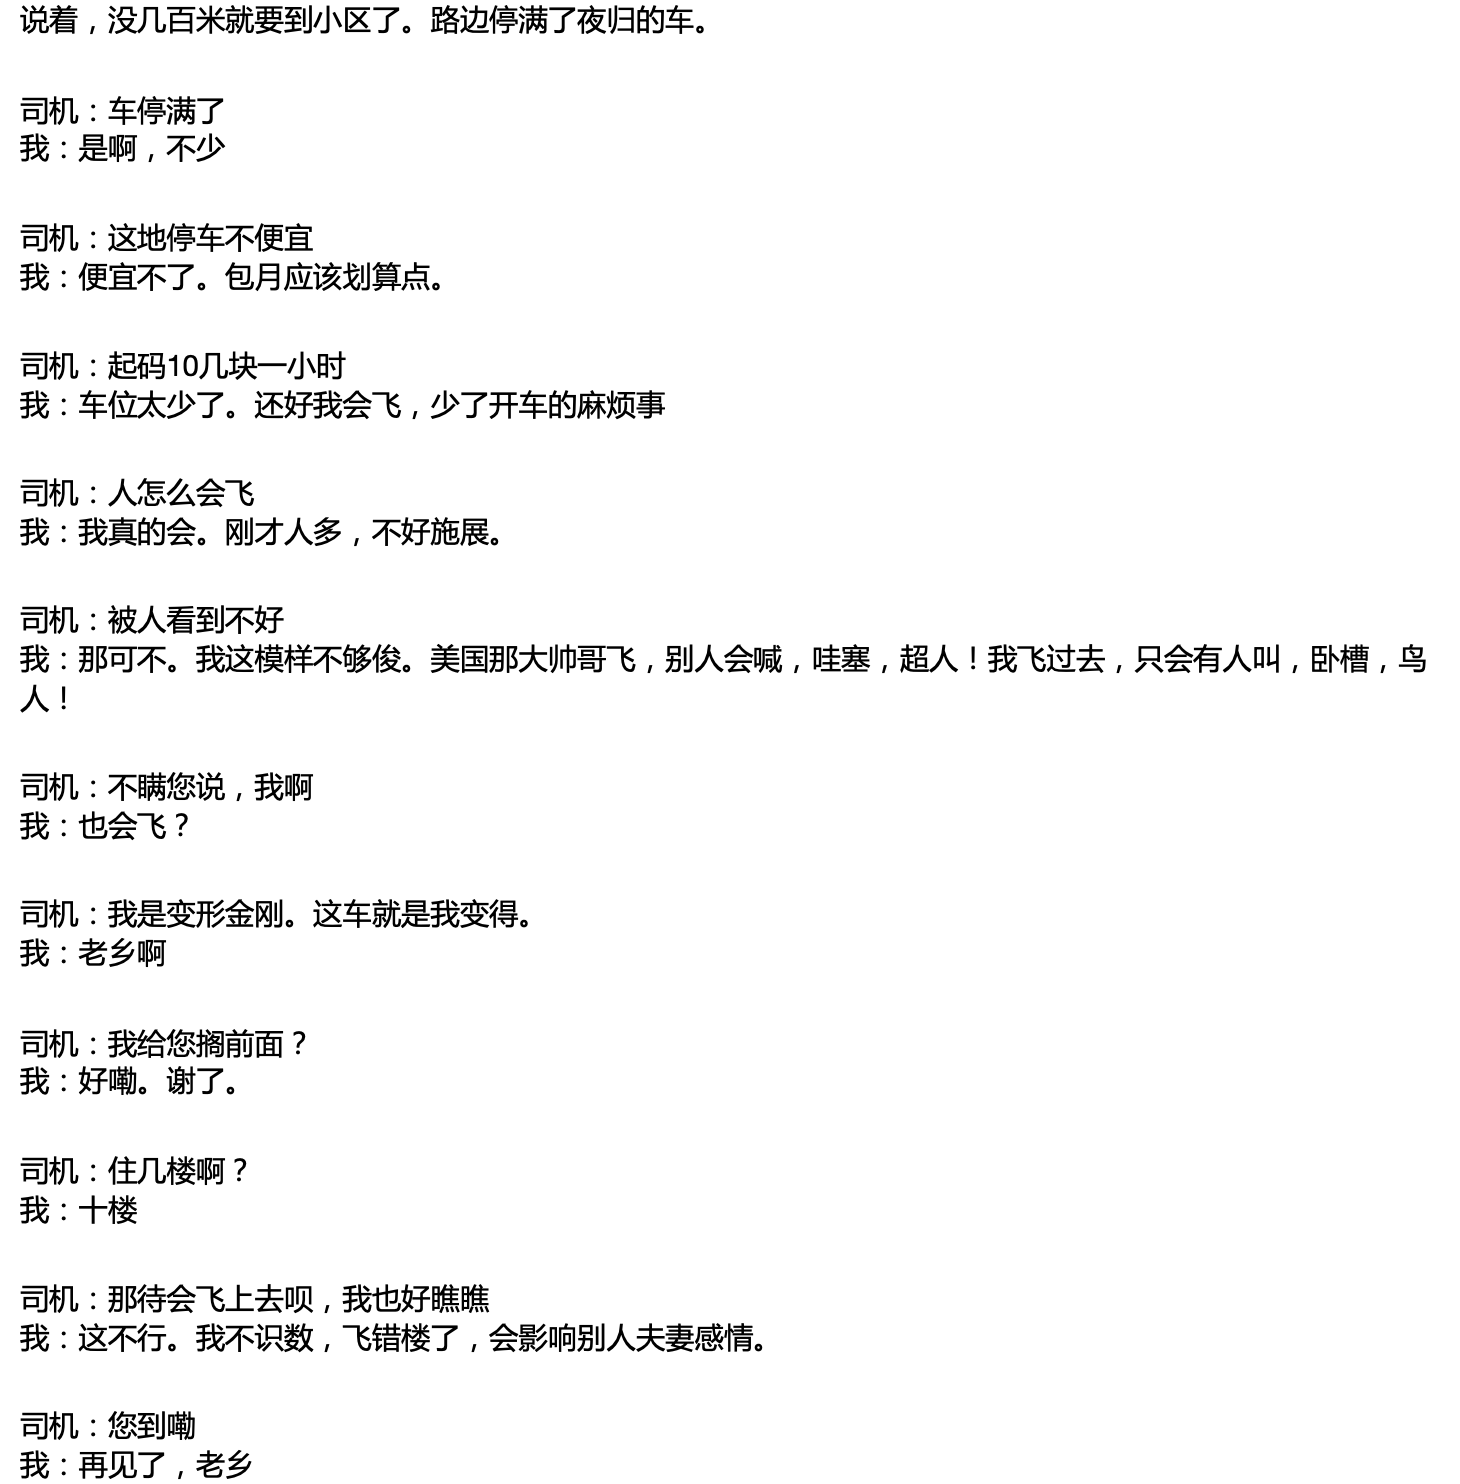 说着，没几百米就要到小区了。路边停满了夜归的车。
司机：车停满了
我：是啊，不少
司机：这地停车不便宜
我：便宜不了。包月应该划算点。
司机：起码10几块一小时
我：车位太少了。还好我会飞，少了开车的麻烦事
司机：人怎么会飞
我：我真的会。刚才人多，不好施展。
司机：被人看到不好
我：那可不。我这模样不够俊。美国那大帅哥飞，别人会喊，哇塞，超人！我飞过去，只会有人叫，卧槽，鸟
人！
司机：不瞒您说，我啊
我：也会飞？
司机：我是变形金刚。这车就是我变得。
我：老乡啊
司机：我给您搁前面？
我：好嘞。谢了。
司机：住几楼啊？
我：十楼
司机：那待会飞上去呗，我也好瞧瞧
我：这不行。我不识数，飞错楼了，会影响别人夫妻感情。
司机：您到嘞
我：再见了，老乡